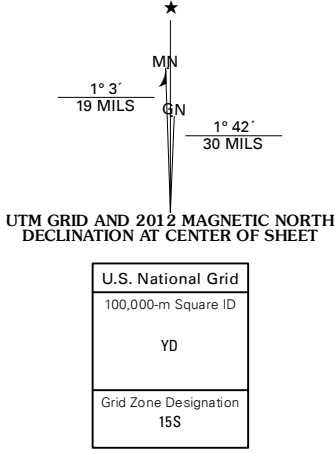 ★
MN
1° 3´
19 MILS
GN
1° 42´
30 MILS
UTM GRID AND 2012 MAGNETIC NORTH
DECLINATION AT CENTER OF SHEET
U.S. National Grid
100,000-m Square ID
YD
Grid Zone Designation
15S